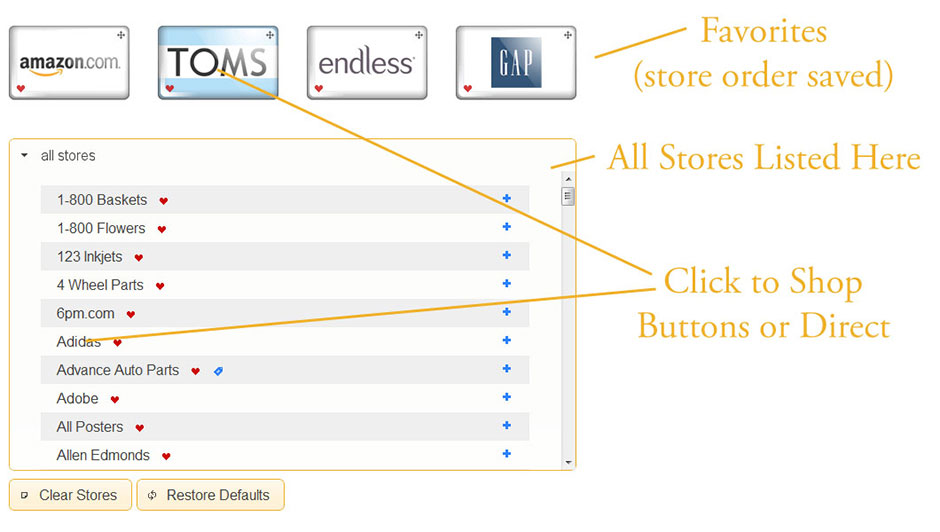 amazon.com
TOMS
endless
GAP
Favorites
(store order saved)
all stores
All Stores Listed Here
1-800 Baskets
1-800 Flowers
123 Inkjets
4 Wheel Parts
6pm.com
Adidas
Advance Auto Parts
Adobe
All Posters
Allen Edmonds
Click to Shop
Buttons or Direct
Clear Stores
Restore Defaults